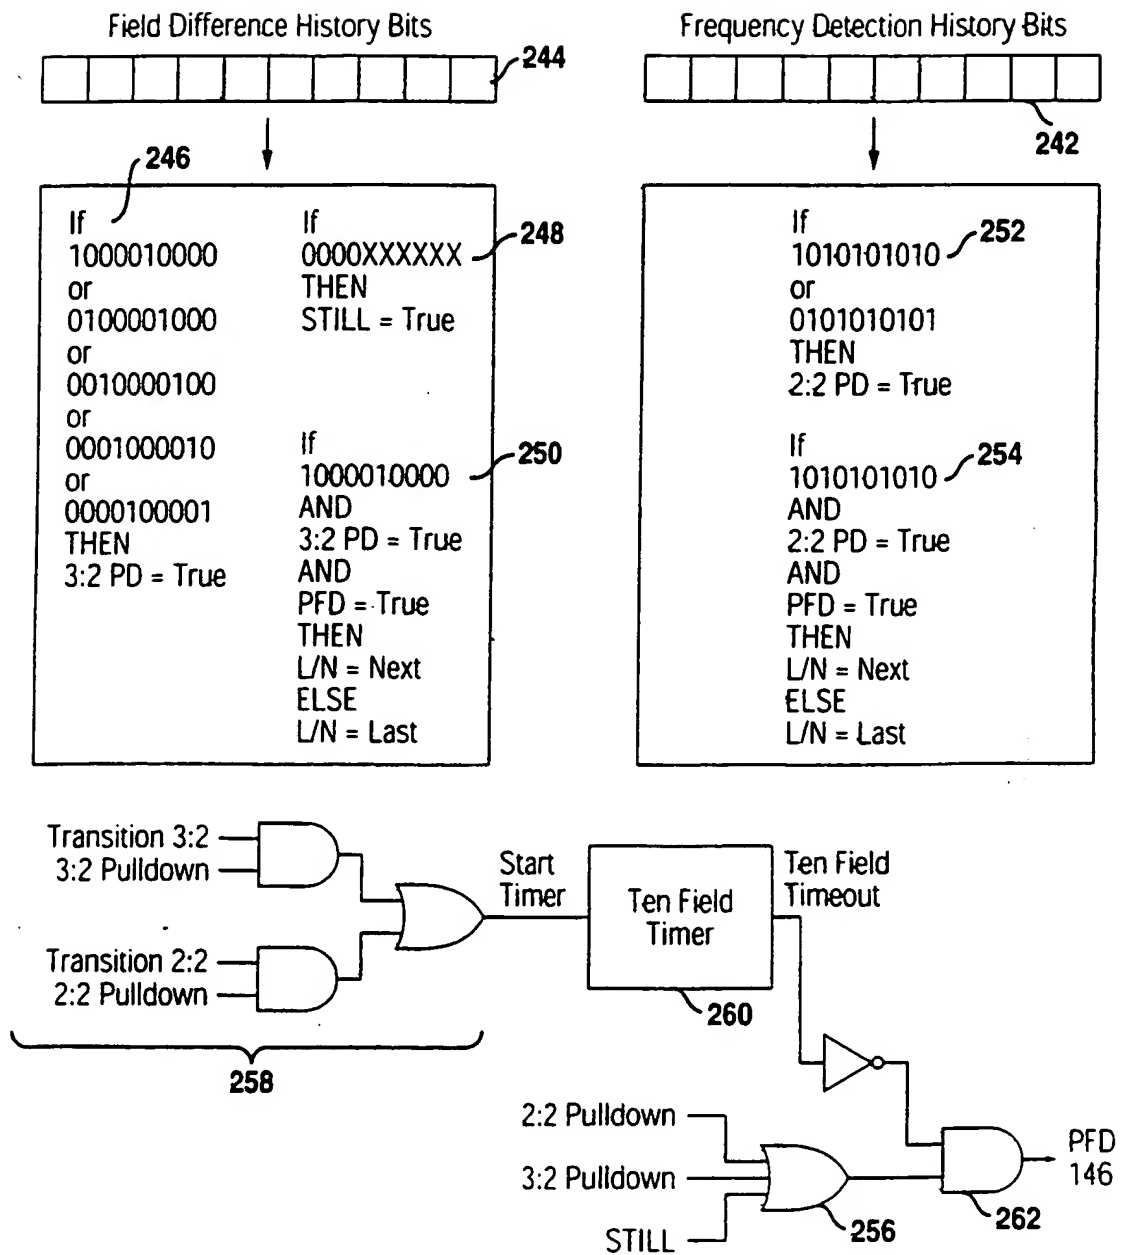 Field Difference History Bits
244
Frequency Detection History Bits
242
246
If
1000010000
or
0100001000
or
0010000100
or
0001000010
or
0000100001
THEN
3:2 PD = True
If
0000XXXXXX
248
THEN
STILL = True
If
1000010000
250
AND
3:2 PD = True
AND
PFD = True
THEN
L/N = Next
ELSE
L/N = Last
If
1010101010
252
or
0101010101
THEN
2:2 PD = True
If
1010101010
254
AND
2:2 PD = True
AND
PFD = True
THEN
L/N = Next
ELSE
L/N = Last
Transition 3:2
3:2 Pulldown
Transition 2:2
2:2 Pulldown
258
Start
Timer
Ten Field
Timer
260
Ten Field
Timeout
2:2 Pulldown
3:2 Pulldown
STILL
256
262
PFD
146